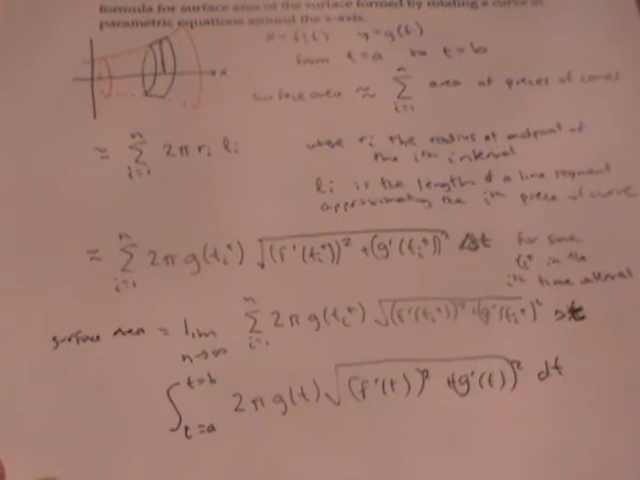 formula for surface area of the surface formed by rotating a curve in
parametric equations around the x-axis.
x = f(t) y = g(t)
from t=a to t=b
x
surface area ≈ n Σ i=1 area of pieces of cones
≈ n Σ i=1 2π ri li where ri the radius at midpoint of
the ith interval
li is the length of a line segment
approximating the ith piece of curve
≈ n Σ i=1 2π g(ti*) √(f'(ti*))² + (g'(ti*))² Δt for some
ti* in the
ith time interval
surface area = lim n→∞ n Σ i=1 2π g(ti*) √(f'(ti*))² + (g'(ti*))² Δt
∫ t=b t=a 2π g(t) √(f'(t))² + (g'(t))² dt